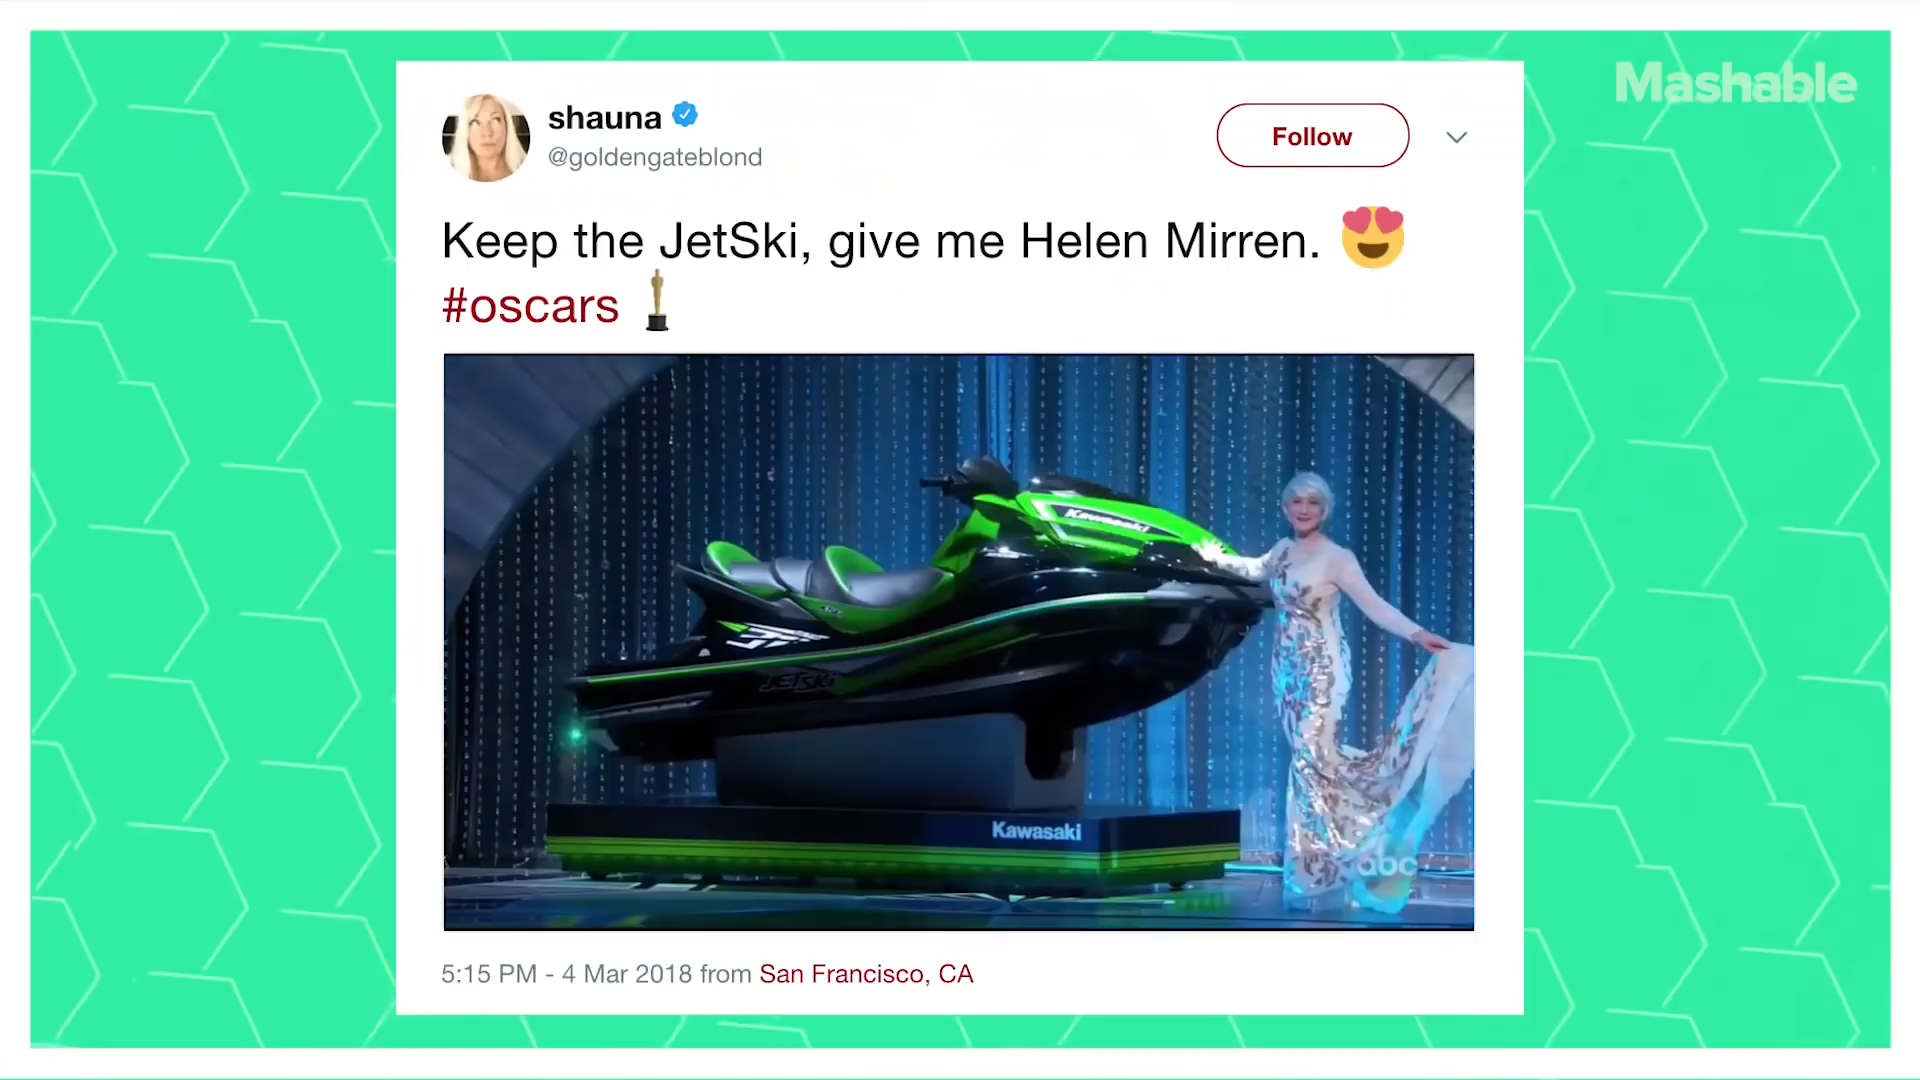 Mashable
shauna
@goldengateblond
Follow
Keep the JetSki, give me Helen Mirren. 😍
#oscars
Kawasaki
JETSKI
Kawasaki
abc
5:15 PM - 4 Mar 2018 from San Francisco, CA